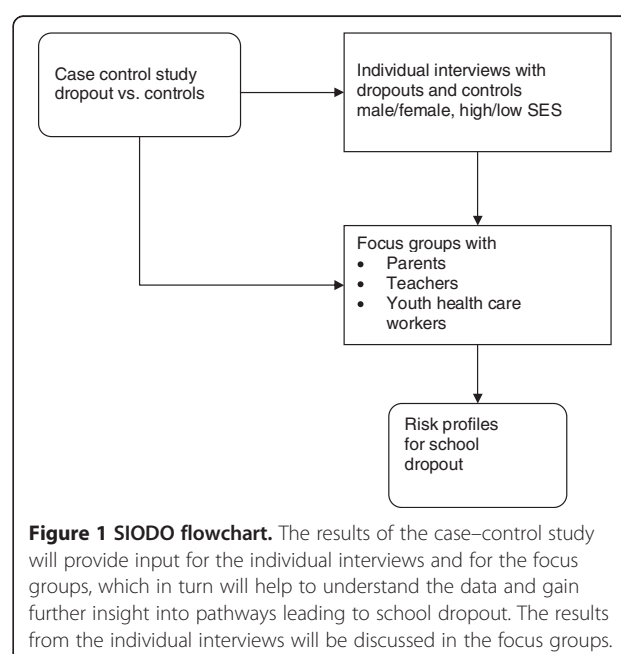 Case control study
dropout vs. controls
Individual interviews with
dropouts and controls
male/female, high/low SES
Focus groups with
• Parents
• Teachers
• Youth health care
workers
Risk profiles
for school
dropout
Figure 1 SIODO flowchart. The results of the case–control study
will provide input for the individual interviews and for the focus
groups, which in turn will help to understand the data and gain
further insight into pathways leading to school dropout. The results
from the individual interviews will be discussed in the focus groups.